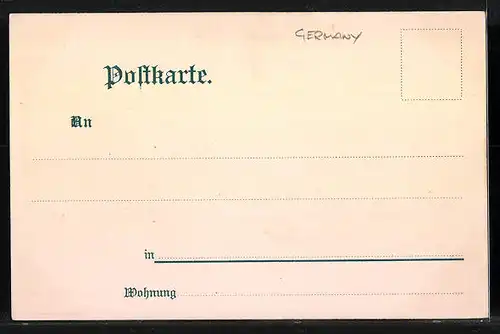 GERMANY
Postkarte.
An
in
Wohnung